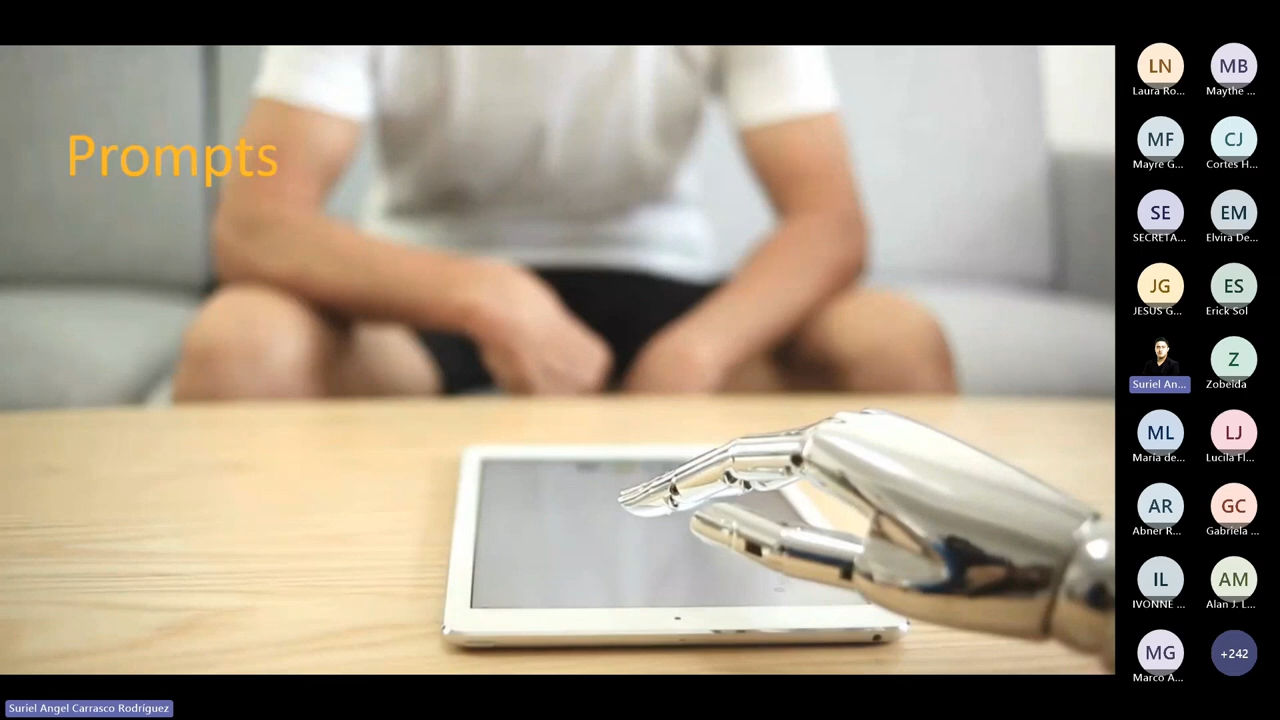 Prompts
LN
Laura Ro...
MB
Maythe ...
MF
Mayre G...
CJ
Cortes H...
SE
SECRETA...
EM
Elvira De...
JG
JESUS G...
ES
Erick Sol
Suriel An...
Z
Zobeida
ML
Maria de...
LJ
Lucila Fl...
AR
Abner R...
GC
Gabriela ...
IL
IVONNE ...
AM
Alan J. L...
MG
Marco A...
+242
Suriel Angel Carrasco Rodríguez